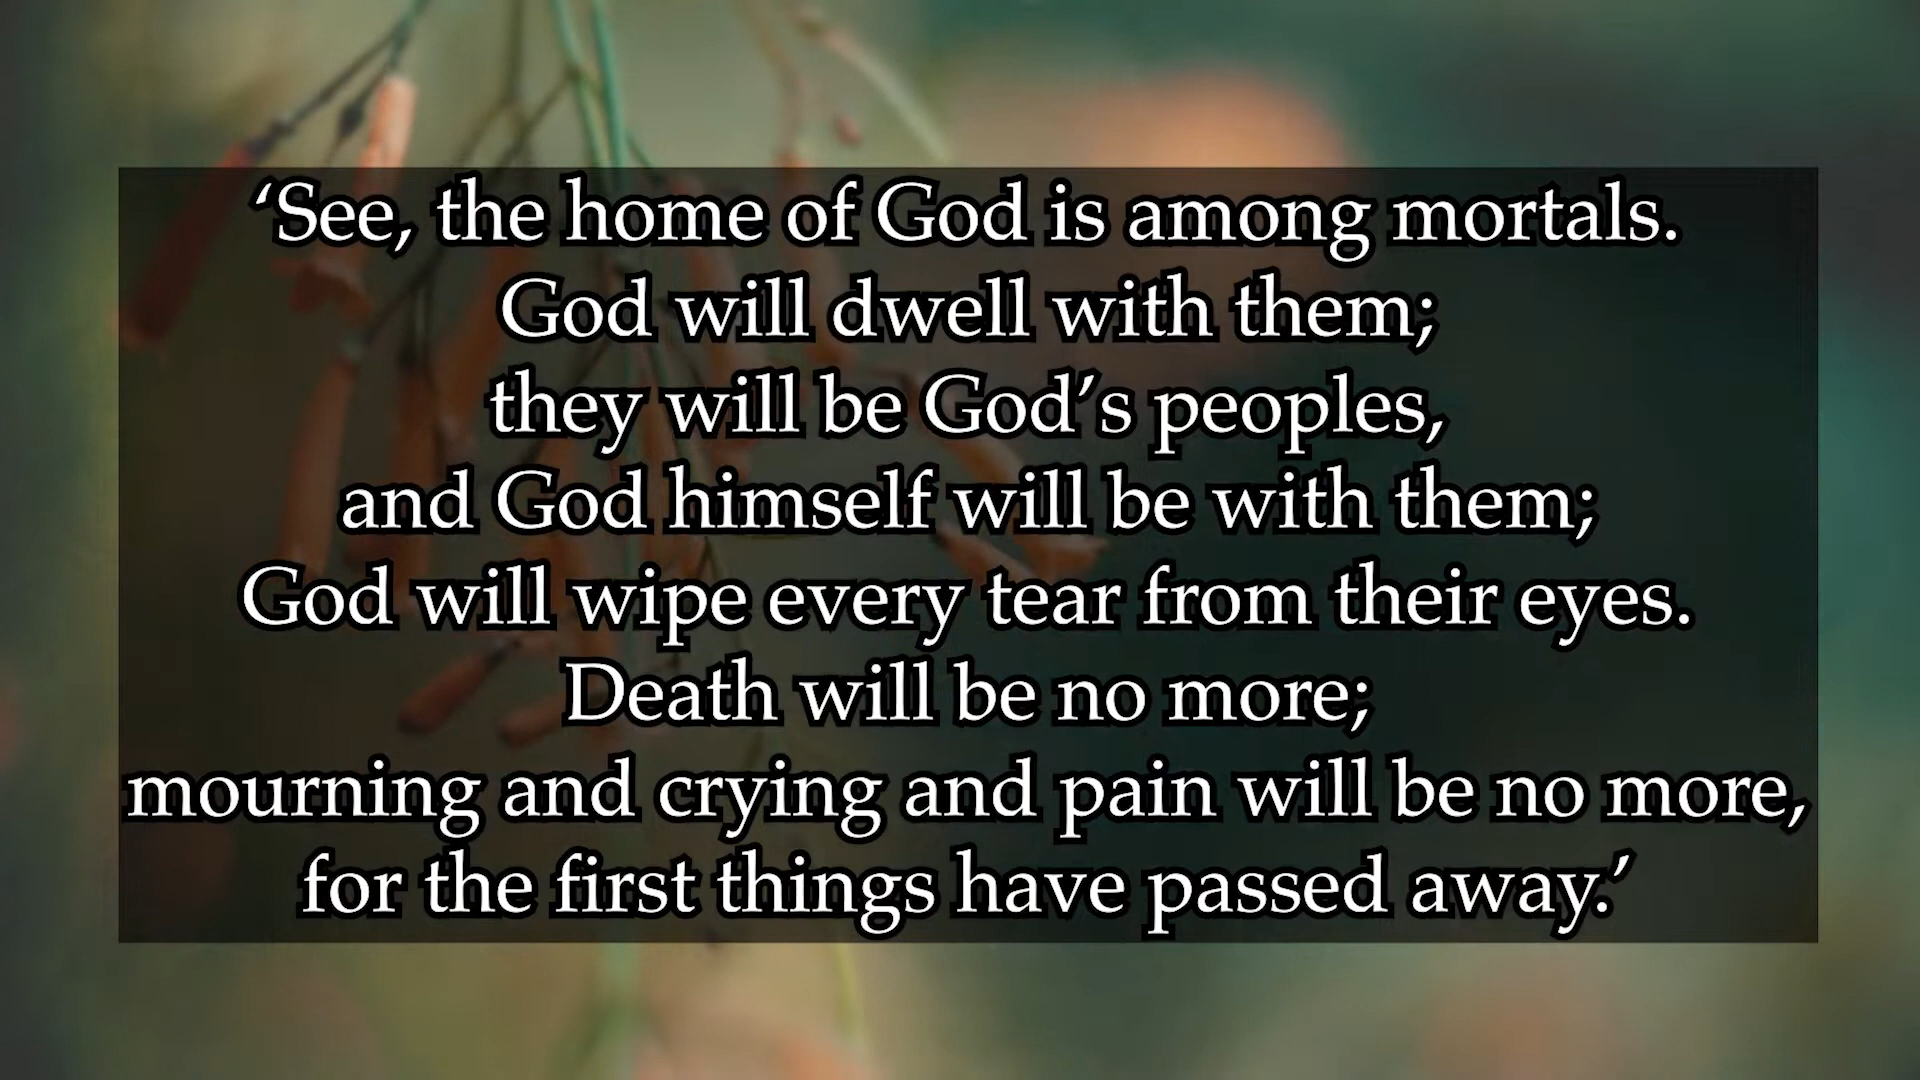 ‘See, the home of God is among mortals.
God will dwell with them;
they will be God’s peoples,
and God himself will be with them;
God will wipe every tear from their eyes.
Death will be no more;
mourning and crying and pain will be no more,
for the first things have passed away.’